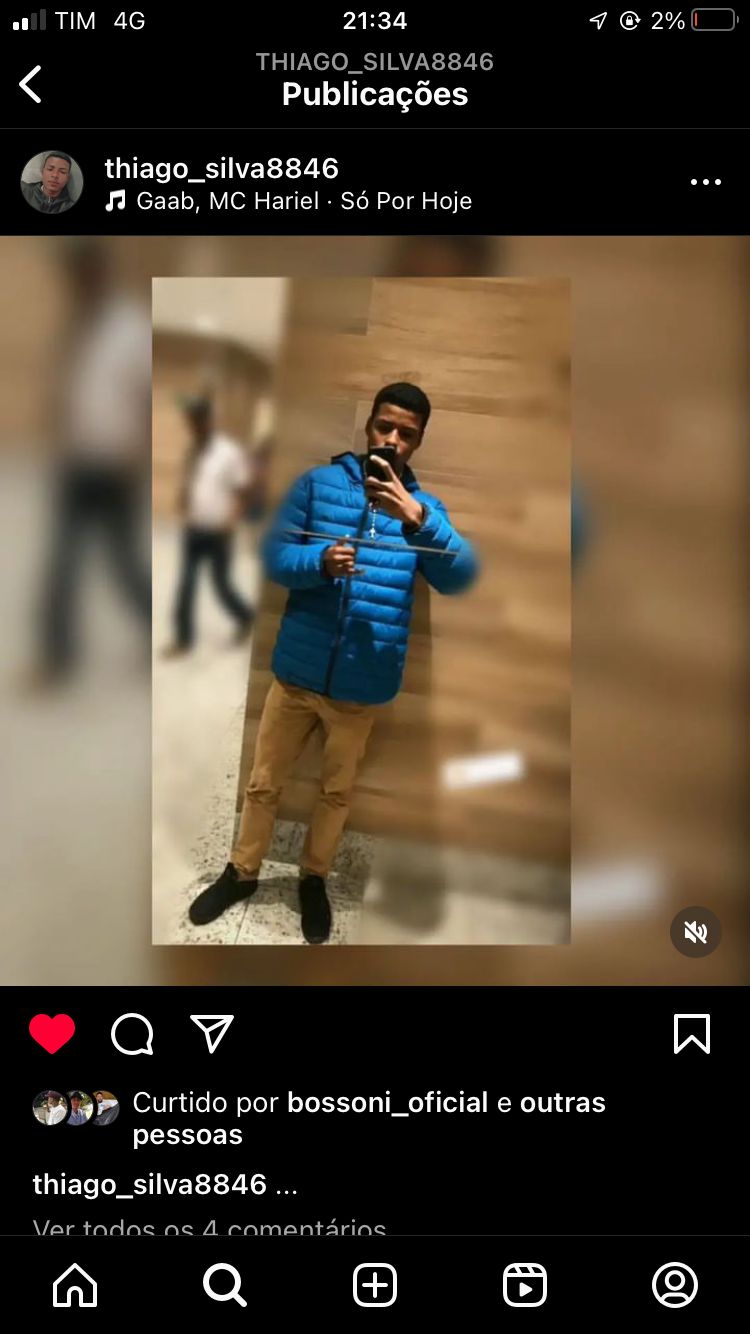 TIM 4G 21:34 2%
THIAGO_SILVA8846
Publicações
thiago_silva8846
Gaab, MC Hariel · Só Por Hoje
Curtido por bossoni_oficial e outras
pessoas
thiago_silva8846 ...
Ver todos os 4 comentários